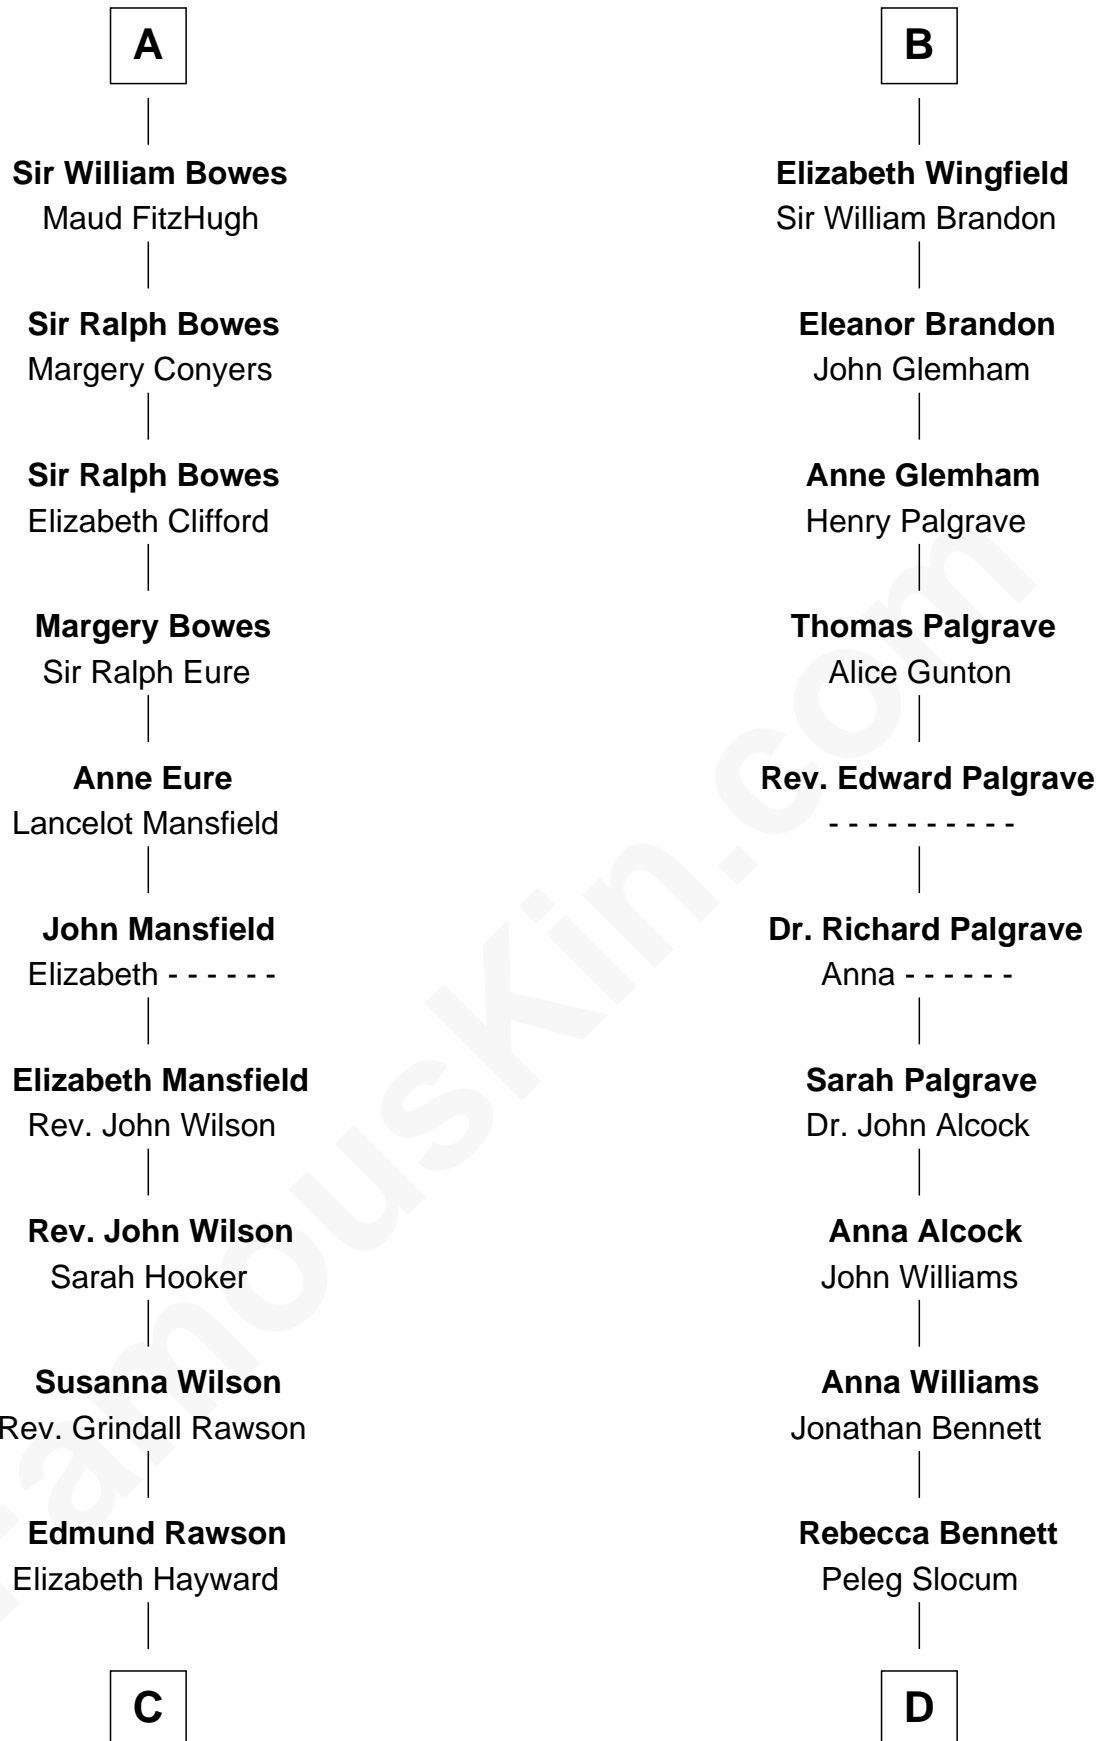 A
Sir William Bowes
Maud FitzHugh
Sir Ralph Bowes
Margery Conyers
Sir Ralph Bowes
Elizabeth Clifford
Margery Bowes
Sir Ralph Eure
Anne Eure
Lancelot Mansfield
John Mansfield
Elizabeth - - - - - -
Elizabeth Mansfield
Rev. John Wilson
Rev. John Wilson
Sarah Hooker
Susanna Wilson
Rev. Grindall Rawson
Edmund Rawson
Elizabeth Hayward
C
B
Elizabeth Wingfield
Sir William Brandon
Eleanor Brandon
John Glemham
Anne Glemham
Henry Palgrave
Thomas Palgrave
Alice Gunton
Rev. Edward Palgrave
- - - - - - - - - -
Dr. Richard Palgrave
Anna - - - - - -
Sarah Palgrave
Dr. John Alcock
Anna Alcock
John Williams
Anna Williams
Jonathan Bennett
Rebecca Bennett
Peleg Slocum
D
FamousKin.com